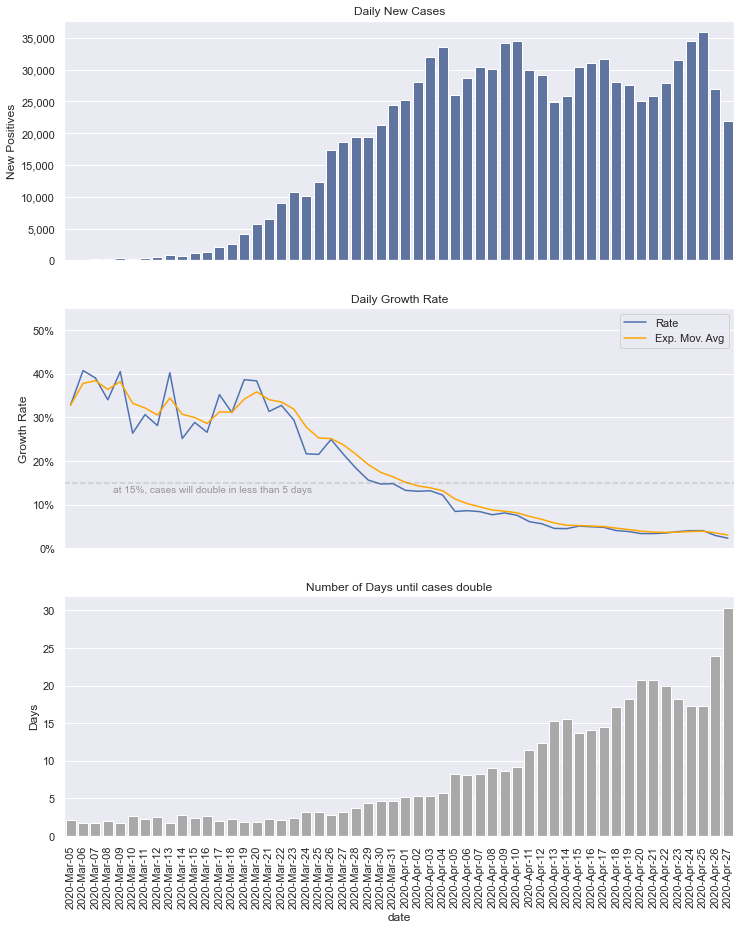 Daily New Cases
New Positives
35,000
30,000
25,000
20,000
15,000
10,000
5,000
0
Daily Growth Rate
Growth Rate
50%
40%
30%
20%
10%
0%
Rate
Exp. Mov. Avg
at 15%, cases will double in less than 5 days
Number of Days until cases double
Days
30
25
20
15
10
5
0
2020-Mar-05
2020-Mar-06
2020-Mar-07
2020-Mar-08
2020-Mar-09
2020-Mar-10
2020-Mar-11
2020-Mar-12
2020-Mar-13
2020-Mar-14
2020-Mar-15
2020-Mar-16
2020-Mar-17
2020-Mar-18
2020-Mar-19
2020-Mar-20
2020-Mar-21
2020-Mar-22
2020-Mar-23
2020-Mar-24
2020-Mar-25
2020-Mar-26
2020-Mar-27
2020-Mar-28
2020-Mar-29
2020-Mar-30
2020-Mar-31
2020-Apr-01
2020-Apr-02
2020-Apr-03
2020-Apr-04
2020-Apr-05
2020-Apr-06
2020-Apr-07
2020-Apr-08
2020-Apr-09
2020-Apr-10
2020-Apr-11
2020-Apr-12
2020-Apr-13
2020-Apr-14
2020-Apr-15
2020-Apr-16
2020-Apr-17
2020-Apr-18
2020-Apr-19
2020-Apr-20
2020-Apr-21
2020-Apr-22
2020-Apr-23
2020-Apr-24
2020-Apr-25
2020-Apr-26
2020-Apr-27
date